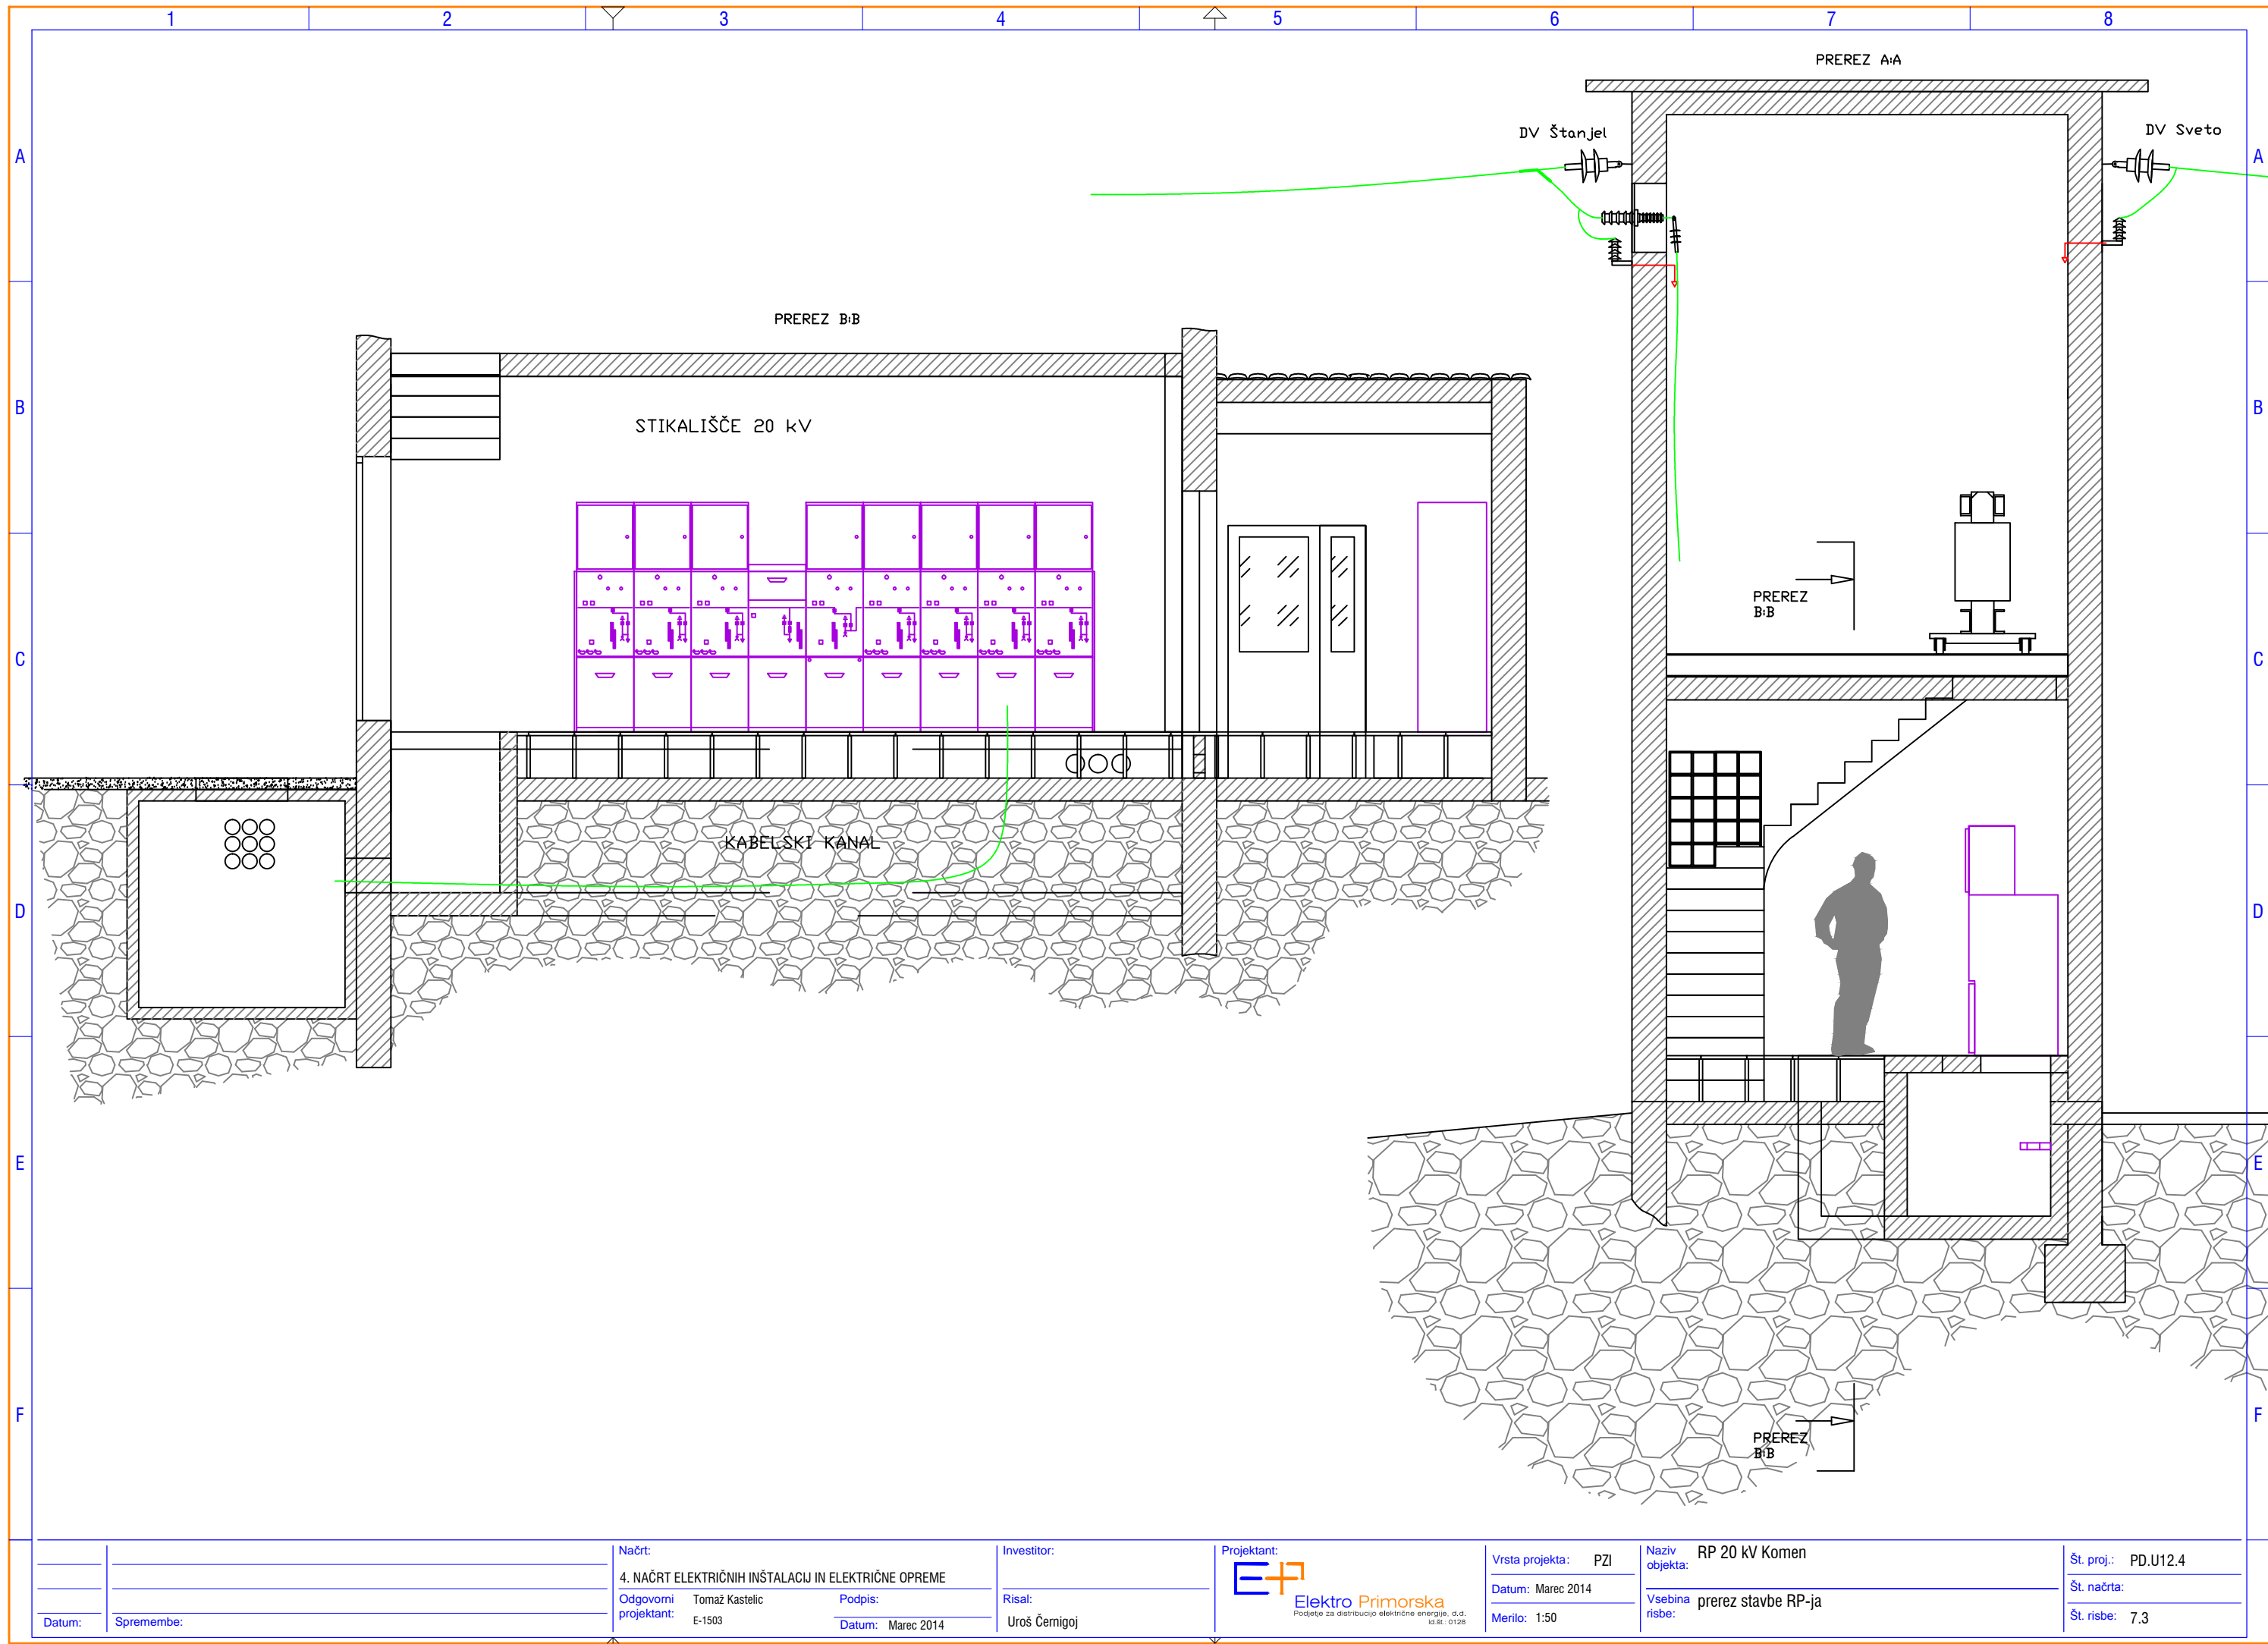 1 2 3 4 5 6 7 8
PREREZ A-A
DV Štanjel
DV Sveto
A
A
PREREZ B-B
B
B
STIKALIŠČE 20 kV
PREREZ
B-B
C
C
KABELSKI KANAL
D
D
E
E
F
F
PREREZ
B-B
Datum:
Spremembe:
Načrt:
4. NAČRT ELEKTRIČNIH INŠTALACIJ IN ELEKTRIČNE OPREME
Odgovorni projektant:
Tomaž Kastelic
E-1503
Podpis:
Datum: Marec 2014
Investitor:
Risal:
Uroš Černigoj
Projektant:
Elektro Primorska
Podjetje za distribucijo električne energije, d.d.
Id.št.: 0128
Vrsta projekta: PZI
Datum: Marec 2014
Merilo: 1:50
Naziv objekta: RP 20 kV Komen
Vsebina risbe: prerez stavbe RP-ja
Št. proj.: PD.U12.4
Št. načrta:
Št. risbe: 7.3